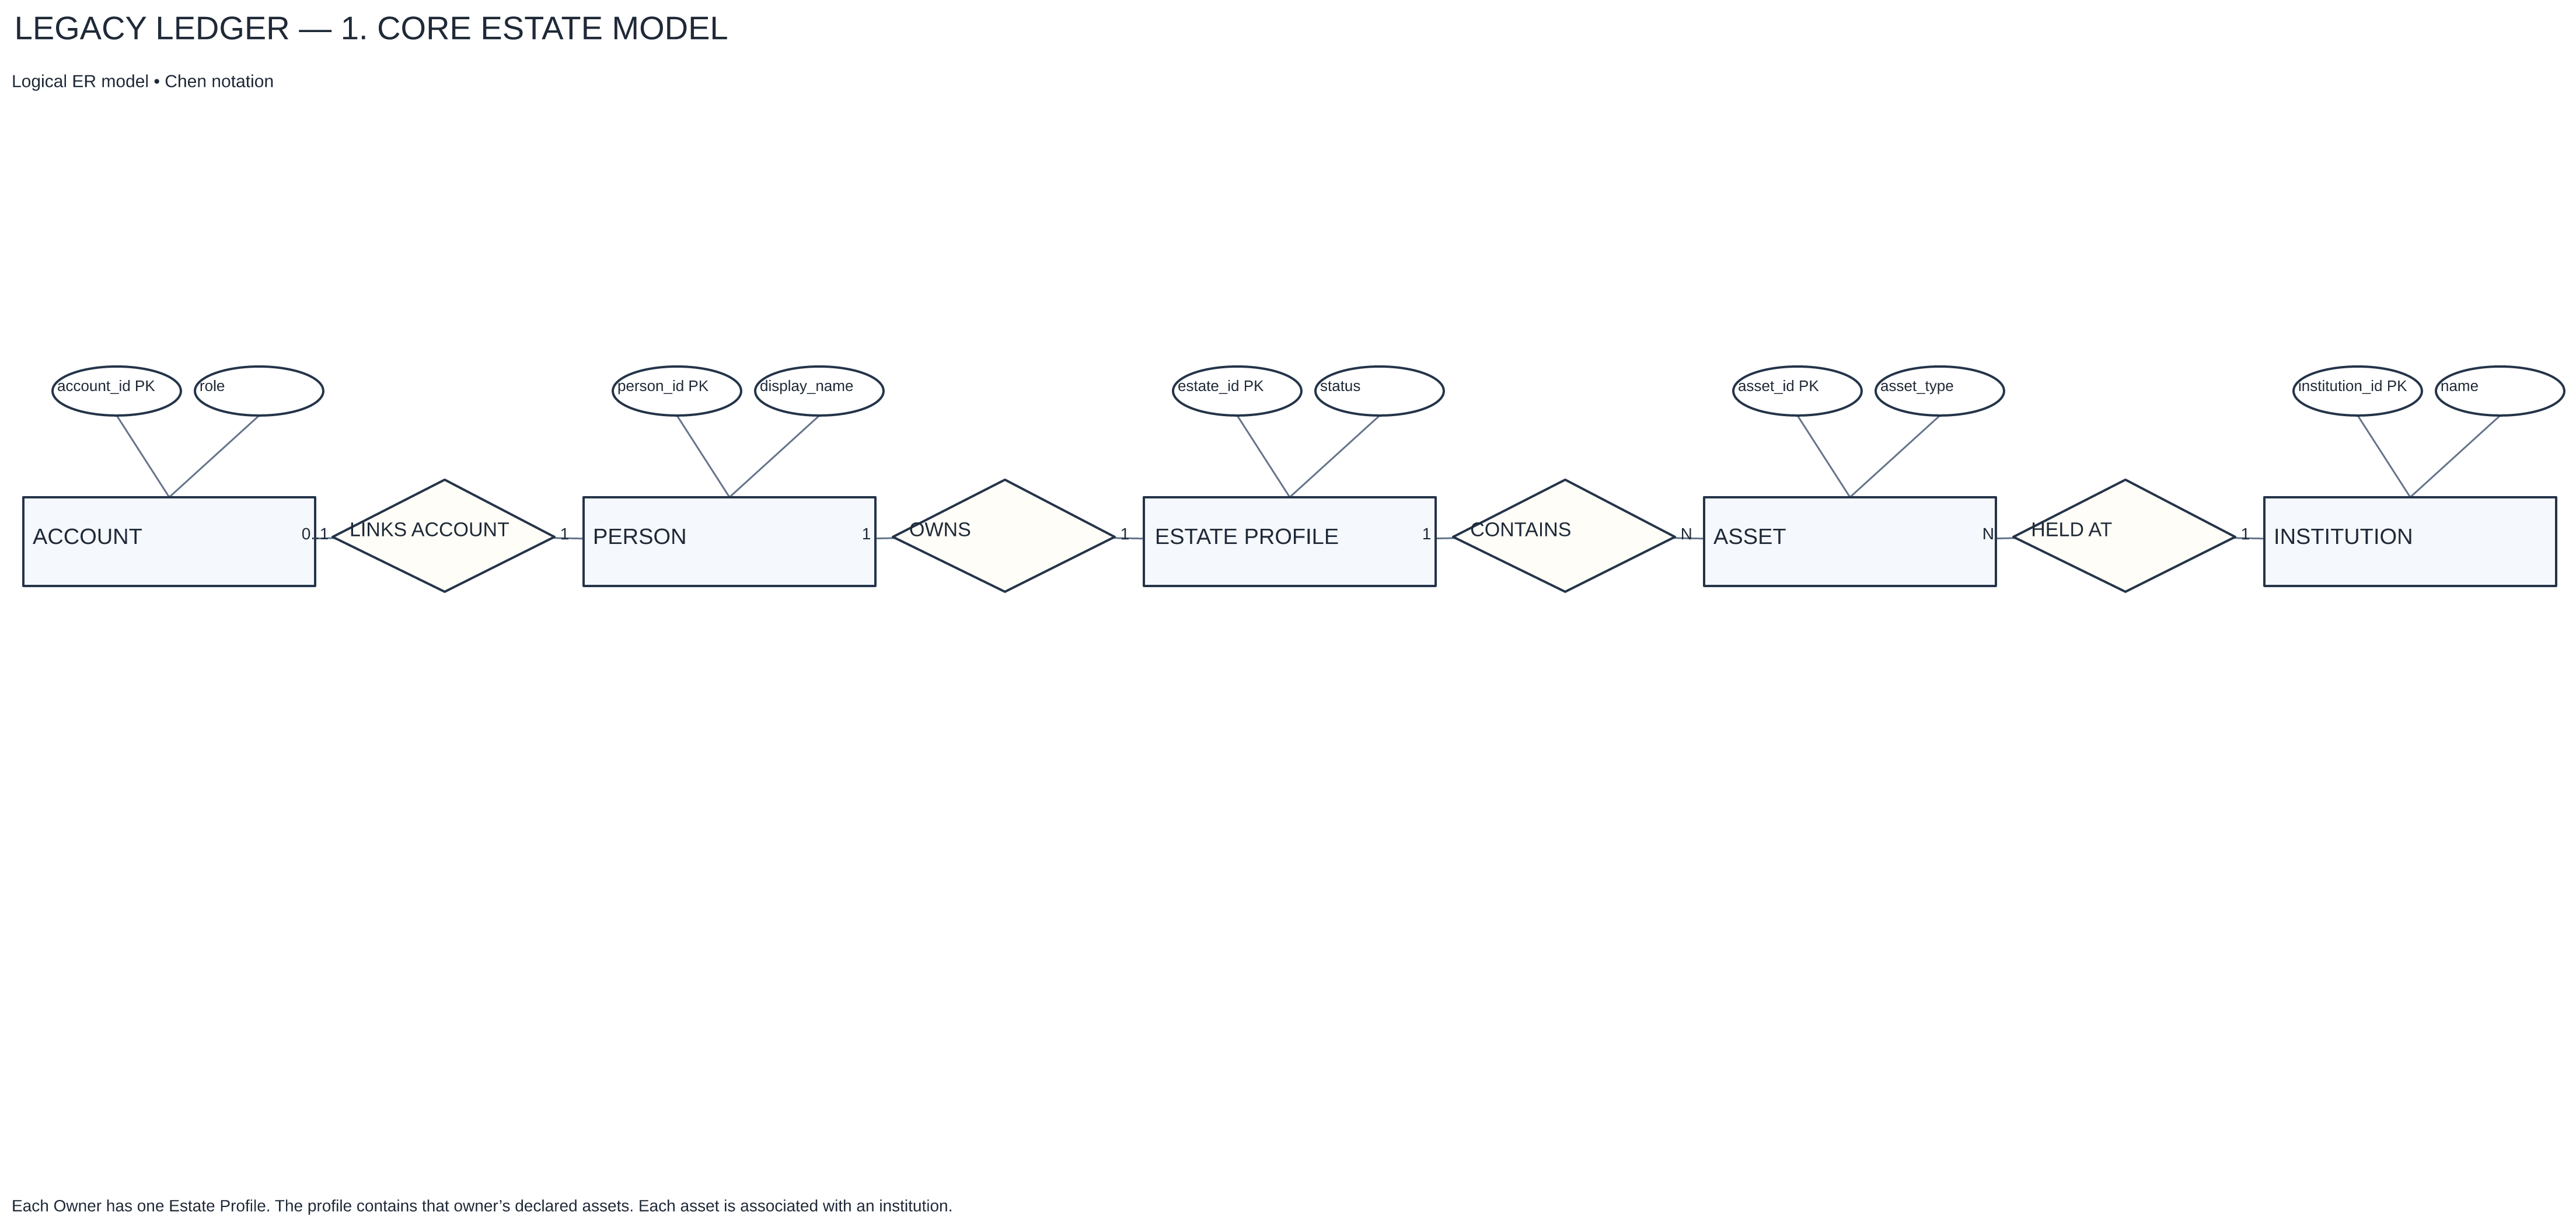 LEGACY LEDGER — 1. CORE ESTATE MODEL
Logical ER model • Chen notation
account_id PK
role
person_id PK
display_name
estate_id PK
status
asset_id PK
asset_type
institution_id PK
name
ACCOUNT
0..1
LINKS ACCOUNT
1
PERSON
1
OWNS
1
ESTATE PROFILE
1
CONTAINS
N
ASSET
N
HELD AT
1
INSTITUTION
Each Owner has one Estate Profile. The profile contains that owner’s declared assets. Each asset is associated with an institution.